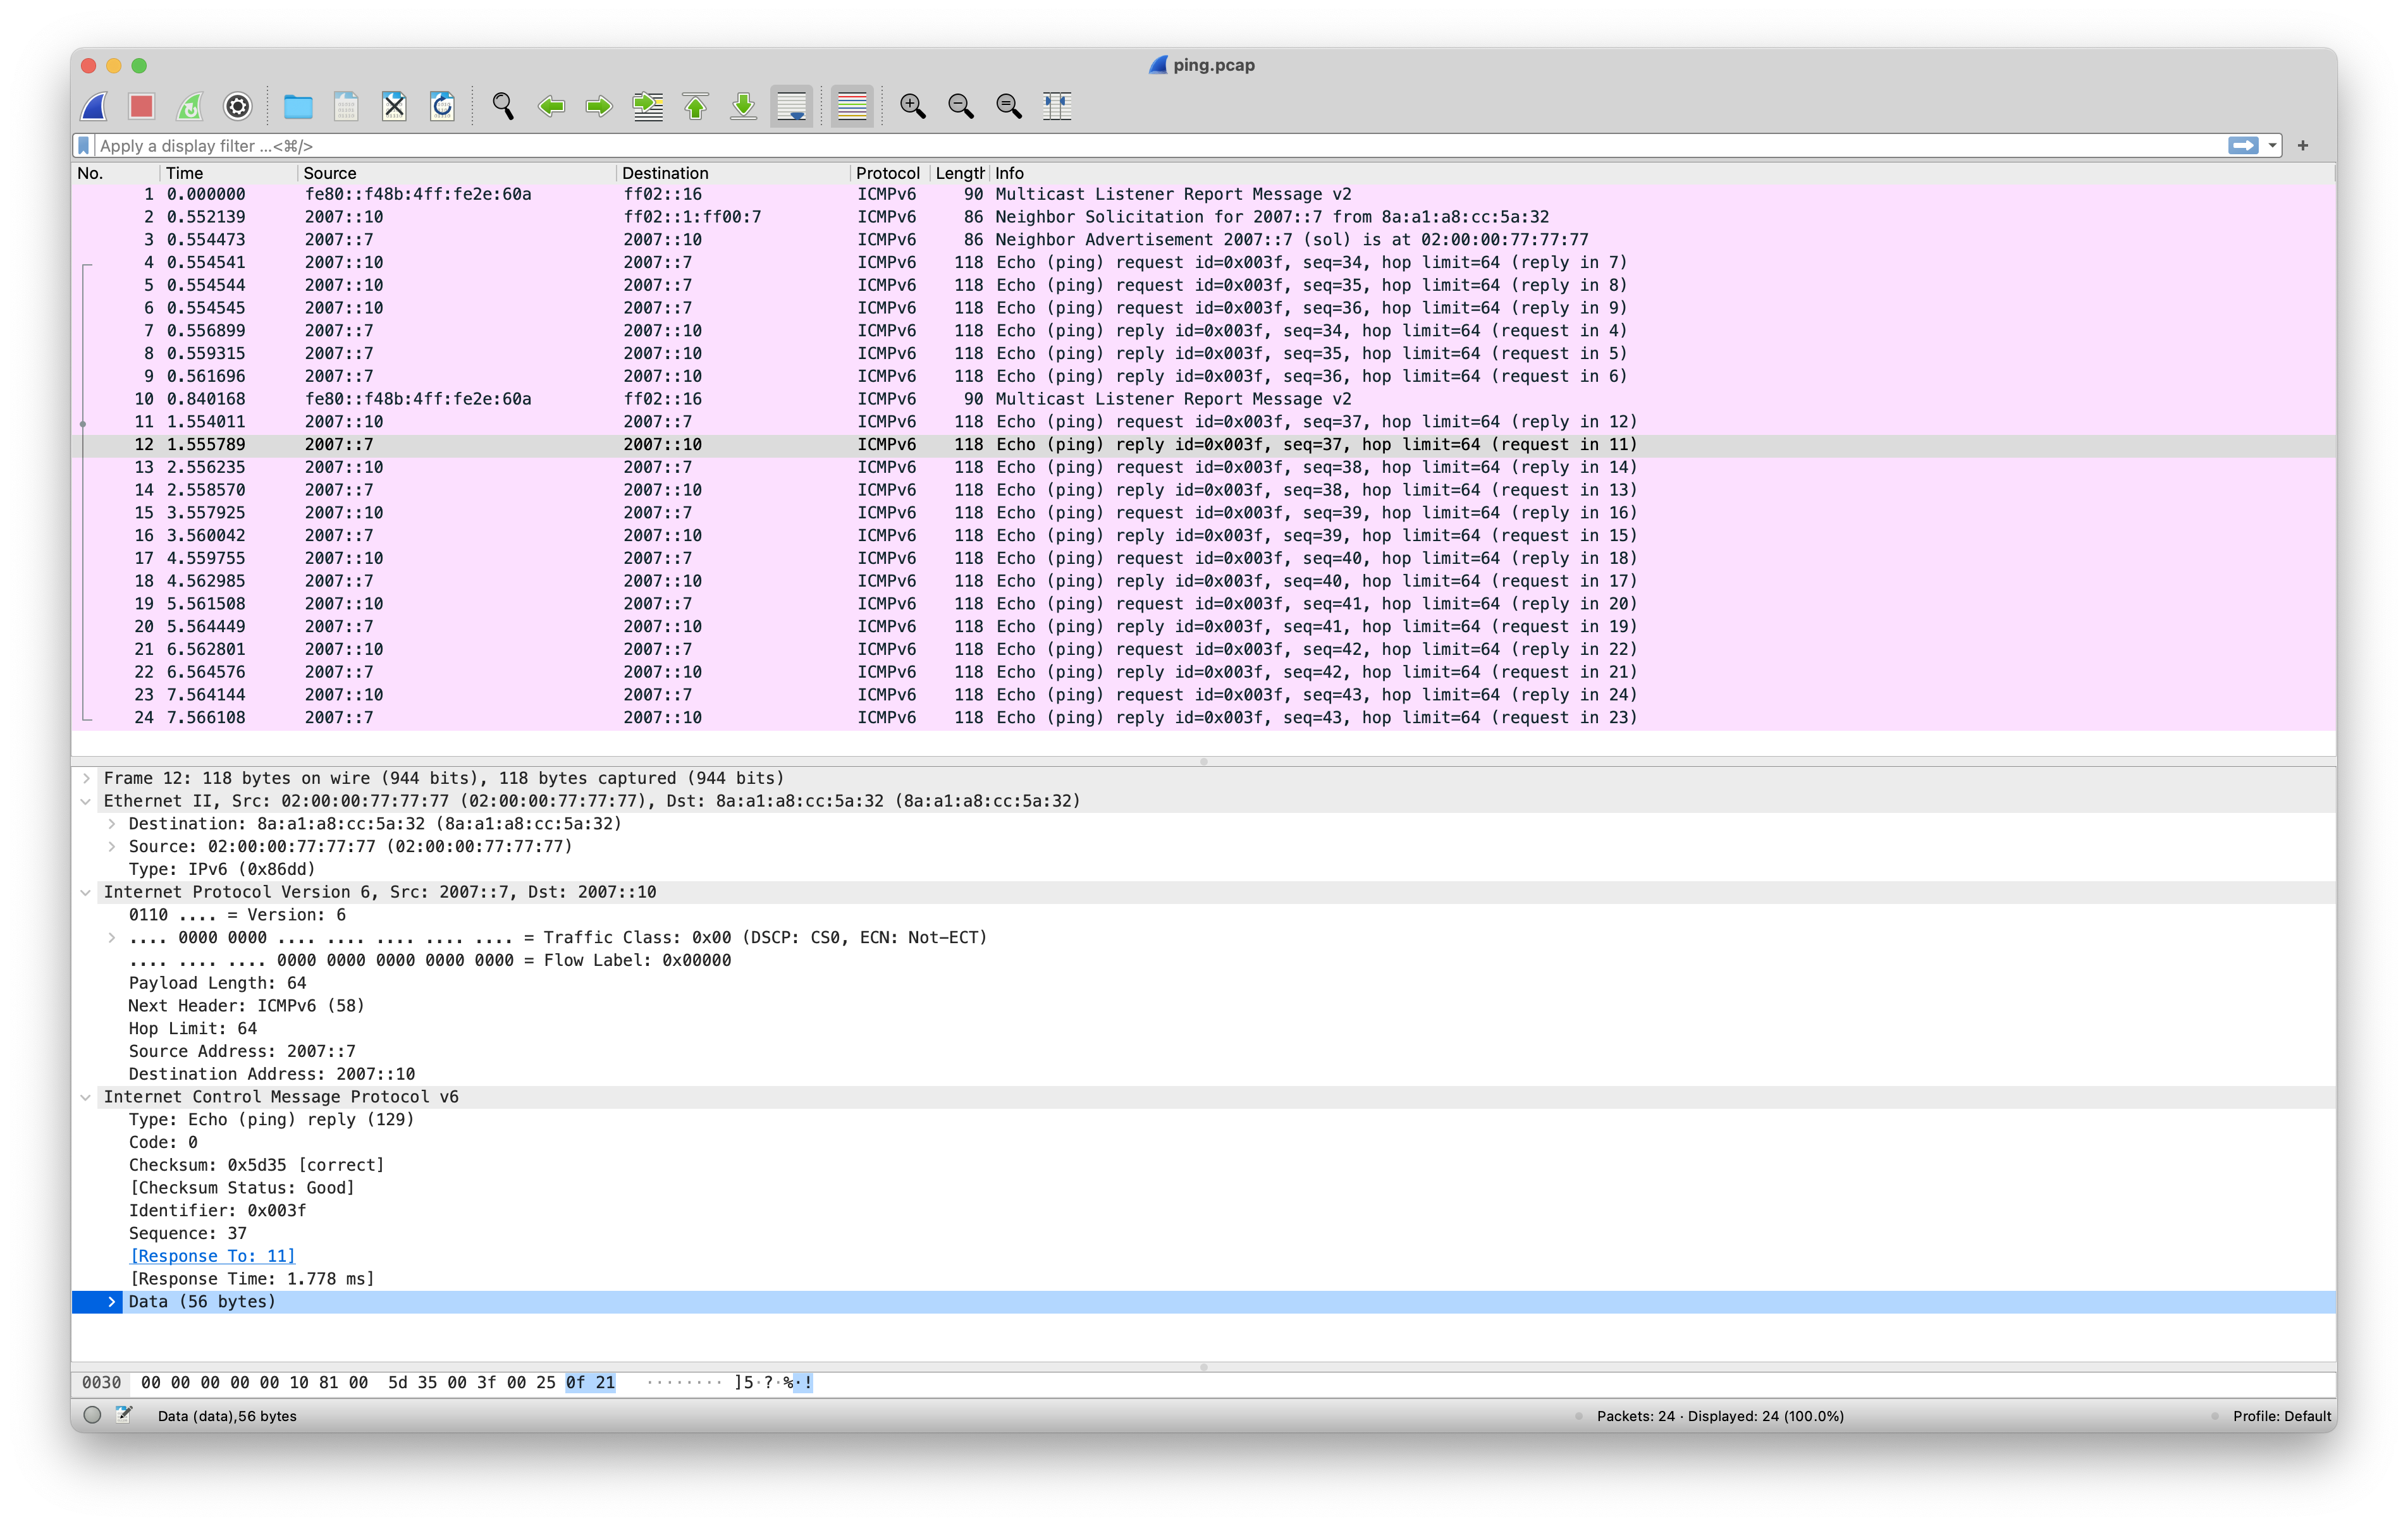 ping.pcap
Apply a display filter ...<⌘/>
+
No. Time Source Destination Protocol Length Info
1 0.000000 fe80::f48b:4ff:fe2e:60a ff02::16 ICMPv6 90 Multicast Listener Report Message v2
2 0.552139 2007::10 ff02::1:ff00:7 ICMPv6 86 Neighbor Solicitation for 2007::7 from 8a:a1:a8:cc:5a:32
3 0.554473 2007::7 2007::10 ICMPv6 86 Neighbor Advertisement 2007::7 (sol) is at 02:00:00:77:77:77
4 0.554541 2007::10 2007::7 ICMPv6 118 Echo (ping) request id=0x003f, seq=34, hop limit=64 (reply in 7)
5 0.554544 2007::10 2007::7 ICMPv6 118 Echo (ping) request id=0x003f, seq=35, hop limit=64 (reply in 8)
6 0.554545 2007::10 2007::7 ICMPv6 118 Echo (ping) request id=0x003f, seq=36, hop limit=64 (reply in 9)
7 0.556899 2007::7 2007::10 ICMPv6 118 Echo (ping) reply id=0x003f, seq=34, hop limit=64 (request in 4)
8 0.559315 2007::7 2007::10 ICMPv6 118 Echo (ping) reply id=0x003f, seq=35, hop limit=64 (request in 5)
9 0.561696 2007::7 2007::10 ICMPv6 118 Echo (ping) reply id=0x003f, seq=36, hop limit=64 (request in 6)
10 0.840168 fe80::f48b:4ff:fe2e:60a ff02::16 ICMPv6 90 Multicast Listener Report Message v2
11 1.554011 2007::10 2007::7 ICMPv6 118 Echo (ping) request id=0x003f, seq=37, hop limit=64 (reply in 12)
12 1.555789 2007::7 2007::10 ICMPv6 118 Echo (ping) reply id=0x003f, seq=37, hop limit=64 (request in 11)
13 2.556235 2007::10 2007::7 ICMPv6 118 Echo (ping) request id=0x003f, seq=38, hop limit=64 (reply in 14)
14 2.558570 2007::7 2007::10 ICMPv6 118 Echo (ping) reply id=0x003f, seq=38, hop limit=64 (request in 13)
15 3.557925 2007::10 2007::7 ICMPv6 118 Echo (ping) request id=0x003f, seq=39, hop limit=64 (reply in 16)
16 3.560042 2007::7 2007::10 ICMPv6 118 Echo (ping) reply id=0x003f, seq=39, hop limit=64 (request in 15)
17 4.559755 2007::10 2007::7 ICMPv6 118 Echo (ping) request id=0x003f, seq=40, hop limit=64 (reply in 18)
18 4.562985 2007::7 2007::10 ICMPv6 118 Echo (ping) reply id=0x003f, seq=40, hop limit=64 (request in 17)
19 5.561508 2007::10 2007::7 ICMPv6 118 Echo (ping) request id=0x003f, seq=41, hop limit=64 (reply in 20)
20 5.564449 2007::7 2007::10 ICMPv6 118 Echo (ping) reply id=0x003f, seq=41, hop limit=64 (request in 19)
21 6.562801 2007::10 2007::7 ICMPv6 118 Echo (ping) request id=0x003f, seq=42, hop limit=64 (reply in 22)
22 6.564576 2007::7 2007::10 ICMPv6 118 Echo (ping) reply id=0x003f, seq=42, hop limit=64 (request in 21)
23 7.564144 2007::10 2007::7 ICMPv6 118 Echo (ping) request id=0x003f, seq=43, hop limit=64 (reply in 24)
24 7.566108 2007::7 2007::10 ICMPv6 118 Echo (ping) reply id=0x003f, seq=43, hop limit=64 (request in 23)
Frame 12: 118 bytes on wire (944 bits), 118 bytes captured (944 bits)
Ethernet II, Src: 02:00:00:77:77:77 (02:00:00:77:77:77), Dst: 8a:a1:a8:cc:5a:32 (8a:a1:a8:cc:5a:32)
Destination: 8a:a1:a8:cc:5a:32 (8a:a1:a8:cc:5a:32)
Source: 02:00:00:77:77:77 (02:00:00:77:77:77)
Type: IPv6 (0x86dd)
Internet Protocol Version 6, Src: 2007::7, Dst: 2007::10
0110 .... = Version: 6
.... 0000 0000 .... .... .... .... .... = Traffic Class: 0x00 (DSCP: CS0, ECN: Not-ECT)
.... .... .... 0000 0000 0000 0000 0000 = Flow Label: 0x00000
Payload Length: 64
Next Header: ICMPv6 (58)
Hop Limit: 64
Source Address: 2007::7
Destination Address: 2007::10
Internet Control Message Protocol v6
Type: Echo (ping) reply (129)
Code: 0
Checksum: 0x5d35 [correct]
[Checksum Status: Good]
Identifier: 0x003f
Sequence: 37
[Response To: 11]
[Response Time: 1.778 ms]
Data (56 bytes)
0030 00 00 00 00 00 10 81 00 5d 35 00 3f 00 25 0f 21 ········ ]5·?·%·!
Data (data),56 bytes
Packets: 24 · Displayed: 24 (100.0%)
Profile: Default